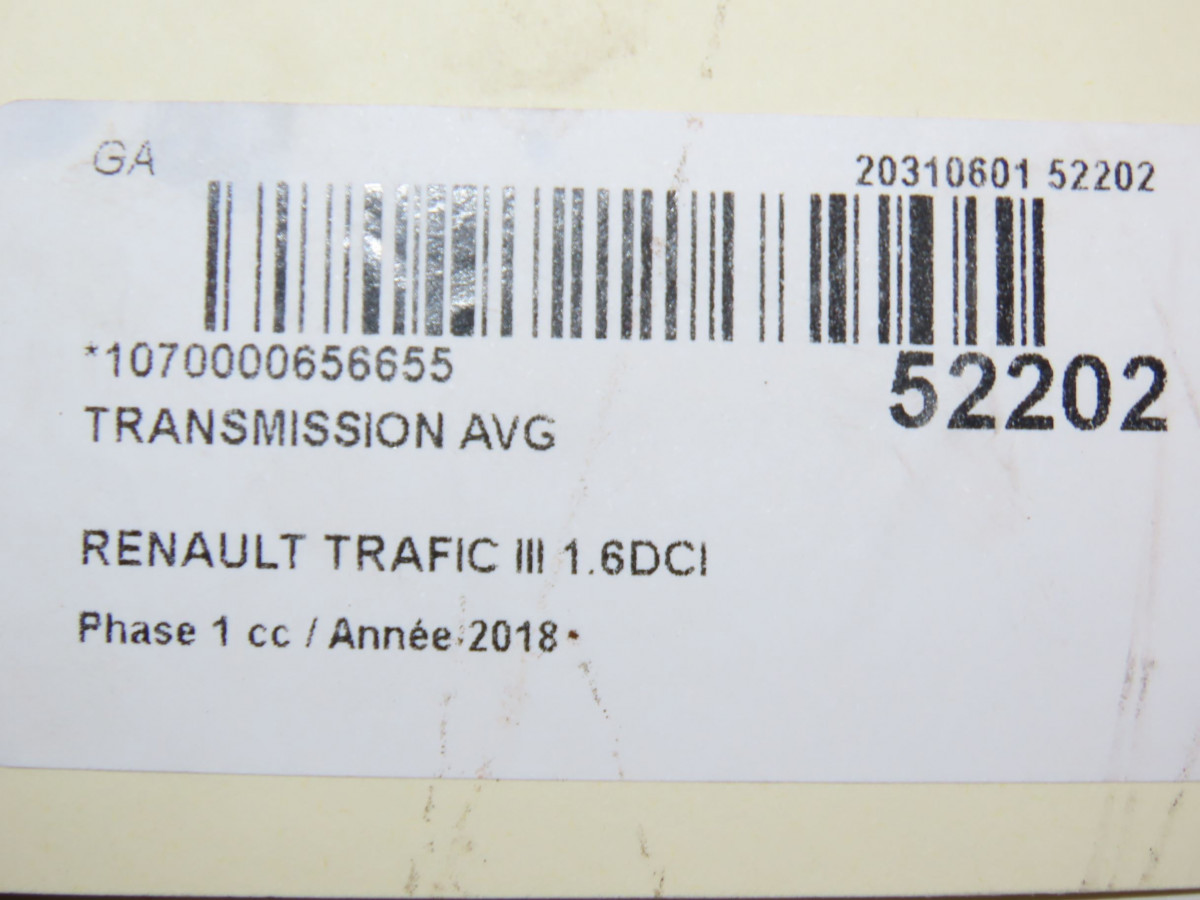 GA
20310601 52202
*1070000656655
52202
TRANSMISSION AVG
RENAULT TRAFIC III 1.6DCI
Phase 1 cc / Année 2018